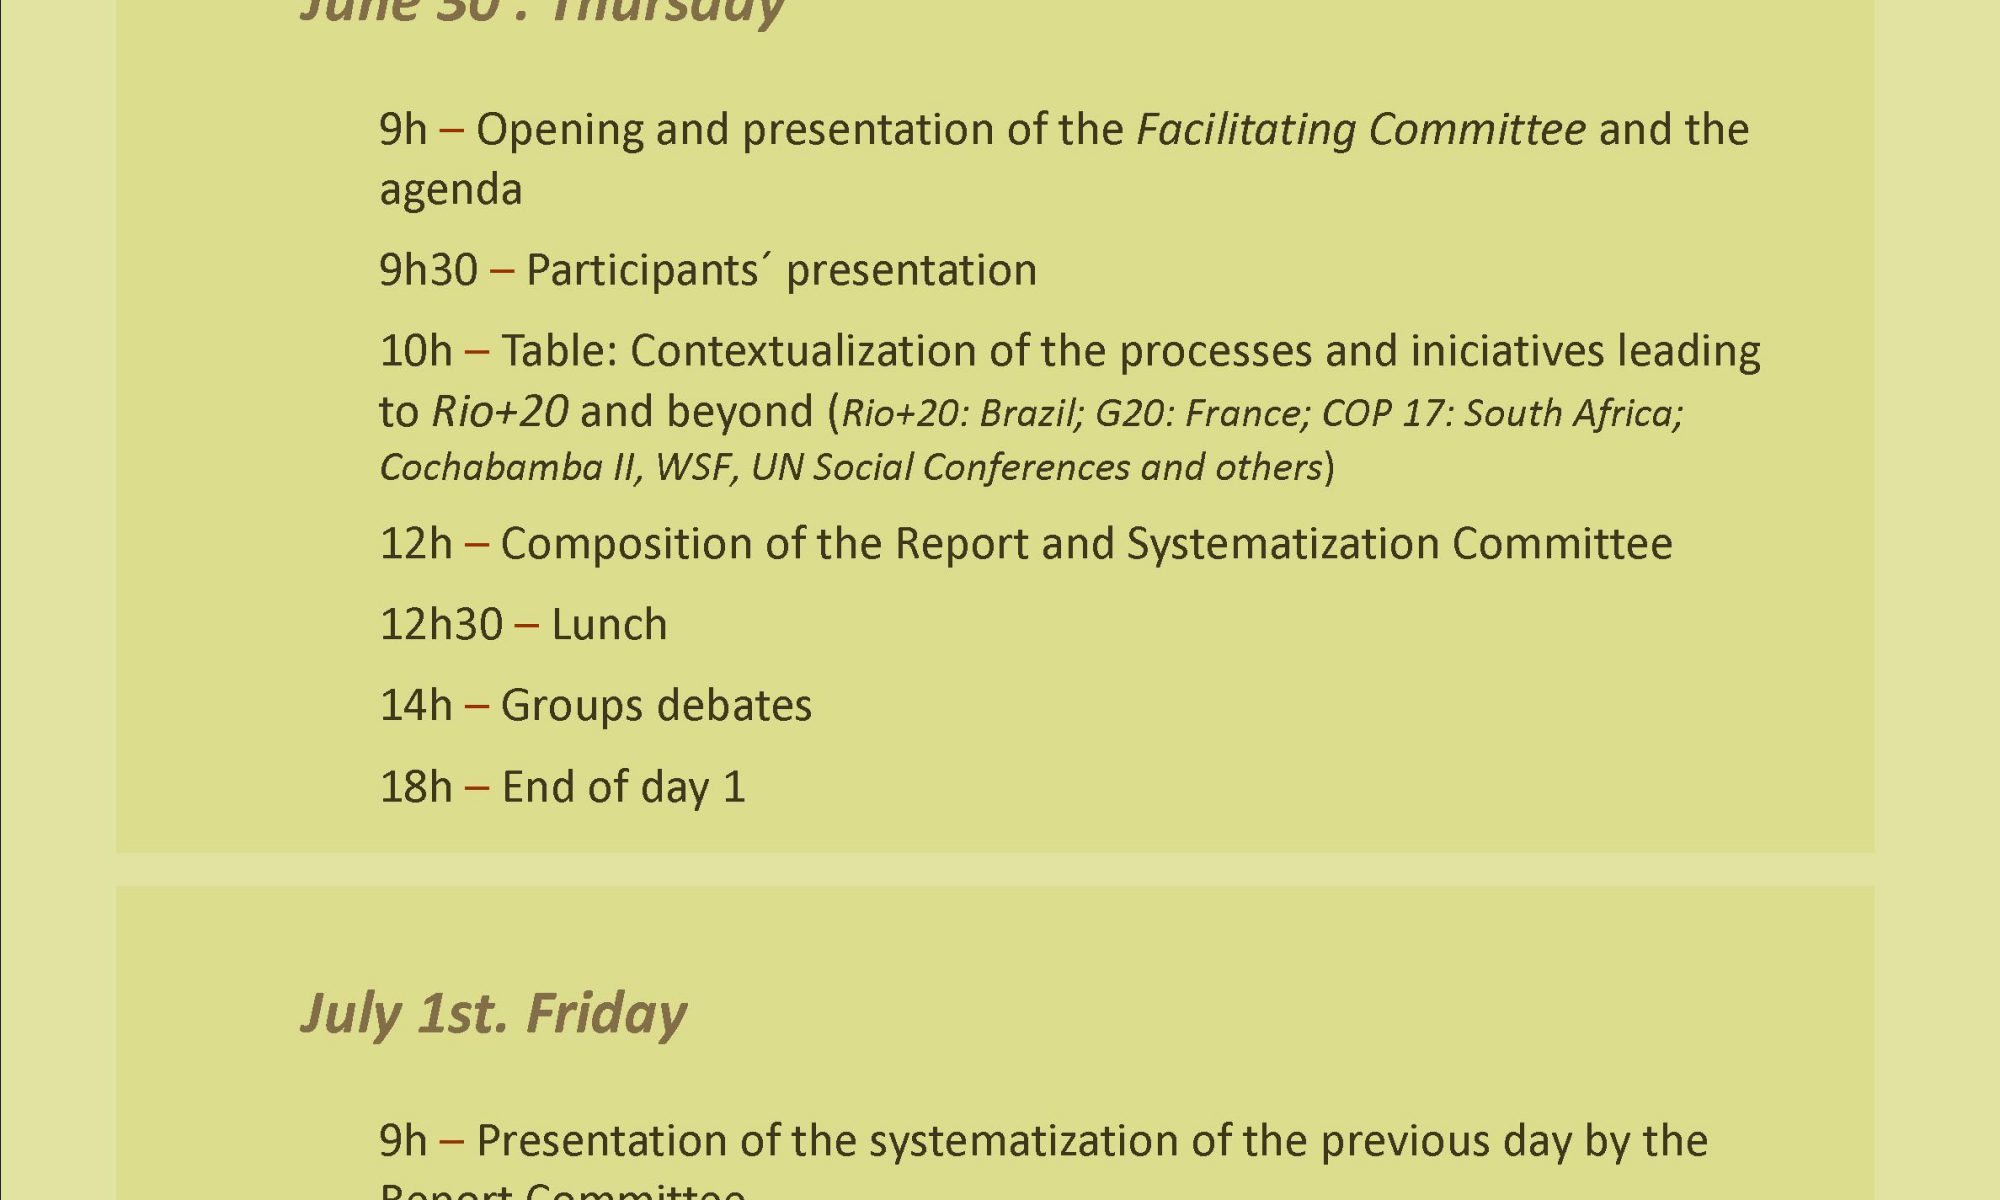 June 30 . Thursday
9h – Opening and presentation of the Facilitating Committee and the
agenda
9h30 – Participants´ presentation
10h – Table: Contextualization of the processes and iniciatives leading
to Rio+20 and beyond (Rio+20: Brazil; G20: France; COP 17: South Africa;
Cochabamba II, WSF, UN Social Conferences and others)
12h – Composition of the Report and Systematization Committee
12h30 – Lunch
14h – Groups debates
18h – End of day 1
July 1st. Friday
9h – Presentation of the systematization of the previous day by the
Report Committee